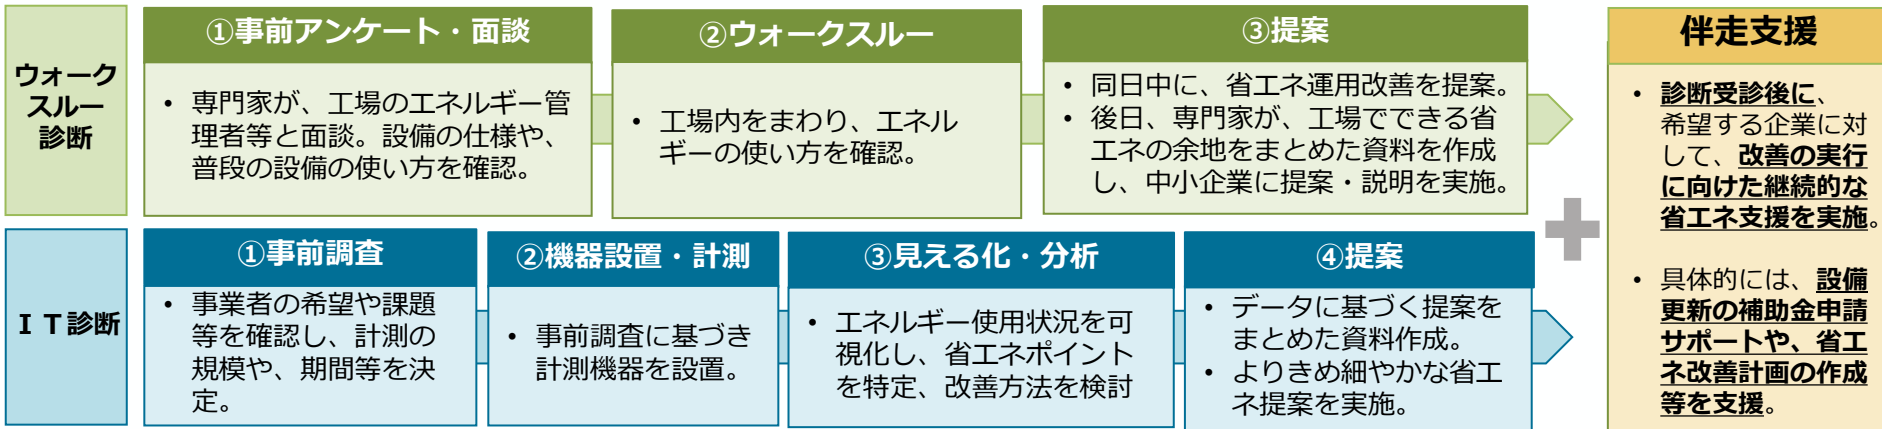 ウォーク
スルー
診断
①事前アンケート・面談
• 専門家が、工場のエネルギー管
理者等と面談。設備の仕様や、
普段の設備の使い方を確認。
②ウォークスルー
• 工場内をまわり、エネル
ギーの使い方を確認。
③提案
• 同日中に、省エネ運用改善を提案。
• 後日、専門家が、工場でできる省
エネの余地をまとめた資料を作成
し、中小企業に提案・説明を実施。
ＩＴ診断
①事前調査
• 事業者の希望や課題
等を確認し、計測の
規模や、期間等を決
定。
②機器設置・計測
• 事前調査に基づき
計測機器を設置。
③見える化・分析
• エネルギー使用状況を可
視化し、省エネポイント
を特定、改善方法を検討
④提案
• データに基づく提案を
まとめた資料作成。
• よりきめ細やかな省エ
ネ提案を実施。
伴走支援
• 診断受診後に、
希望する企業に対
して、改善の実行
に向けた継続的な
省エネ支援を実施。
• 具体的には、設備
更新の補助金申請
サポートや、省エ
ネ改善計画の作成
等を支援。